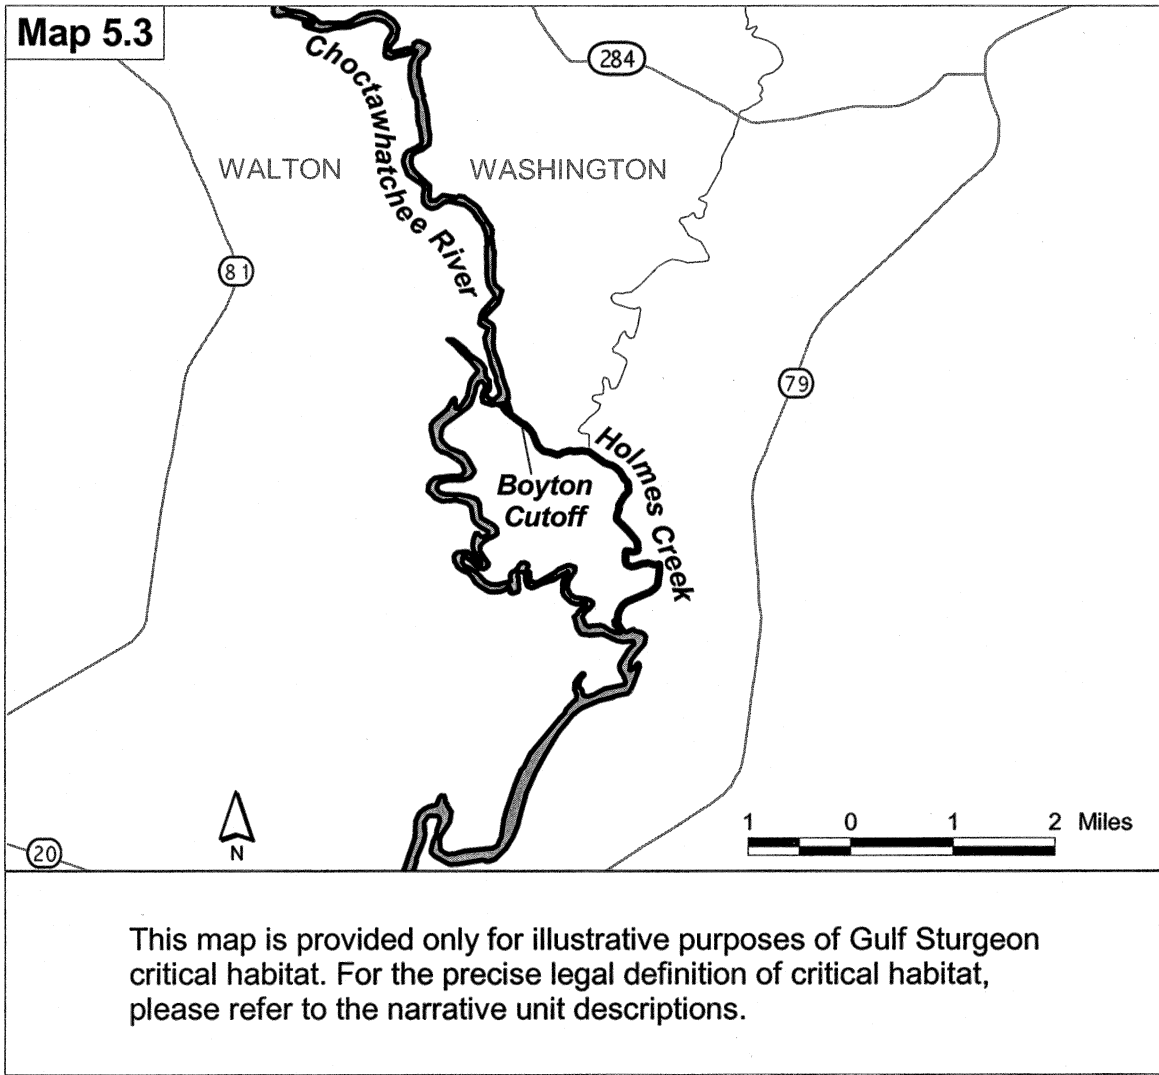 Map 5.3
Choctawhatchee River
284
WALTON
WASHINGTON
81
79
Holmes Creek
Boyton
Cutoff
N
20
1 0 1 2 Miles
This map is provided only for illustrative purposes of Gulf Sturgeon
critical habitat. For the precise legal definition of critical habitat,
please refer to the narrative unit descriptions.